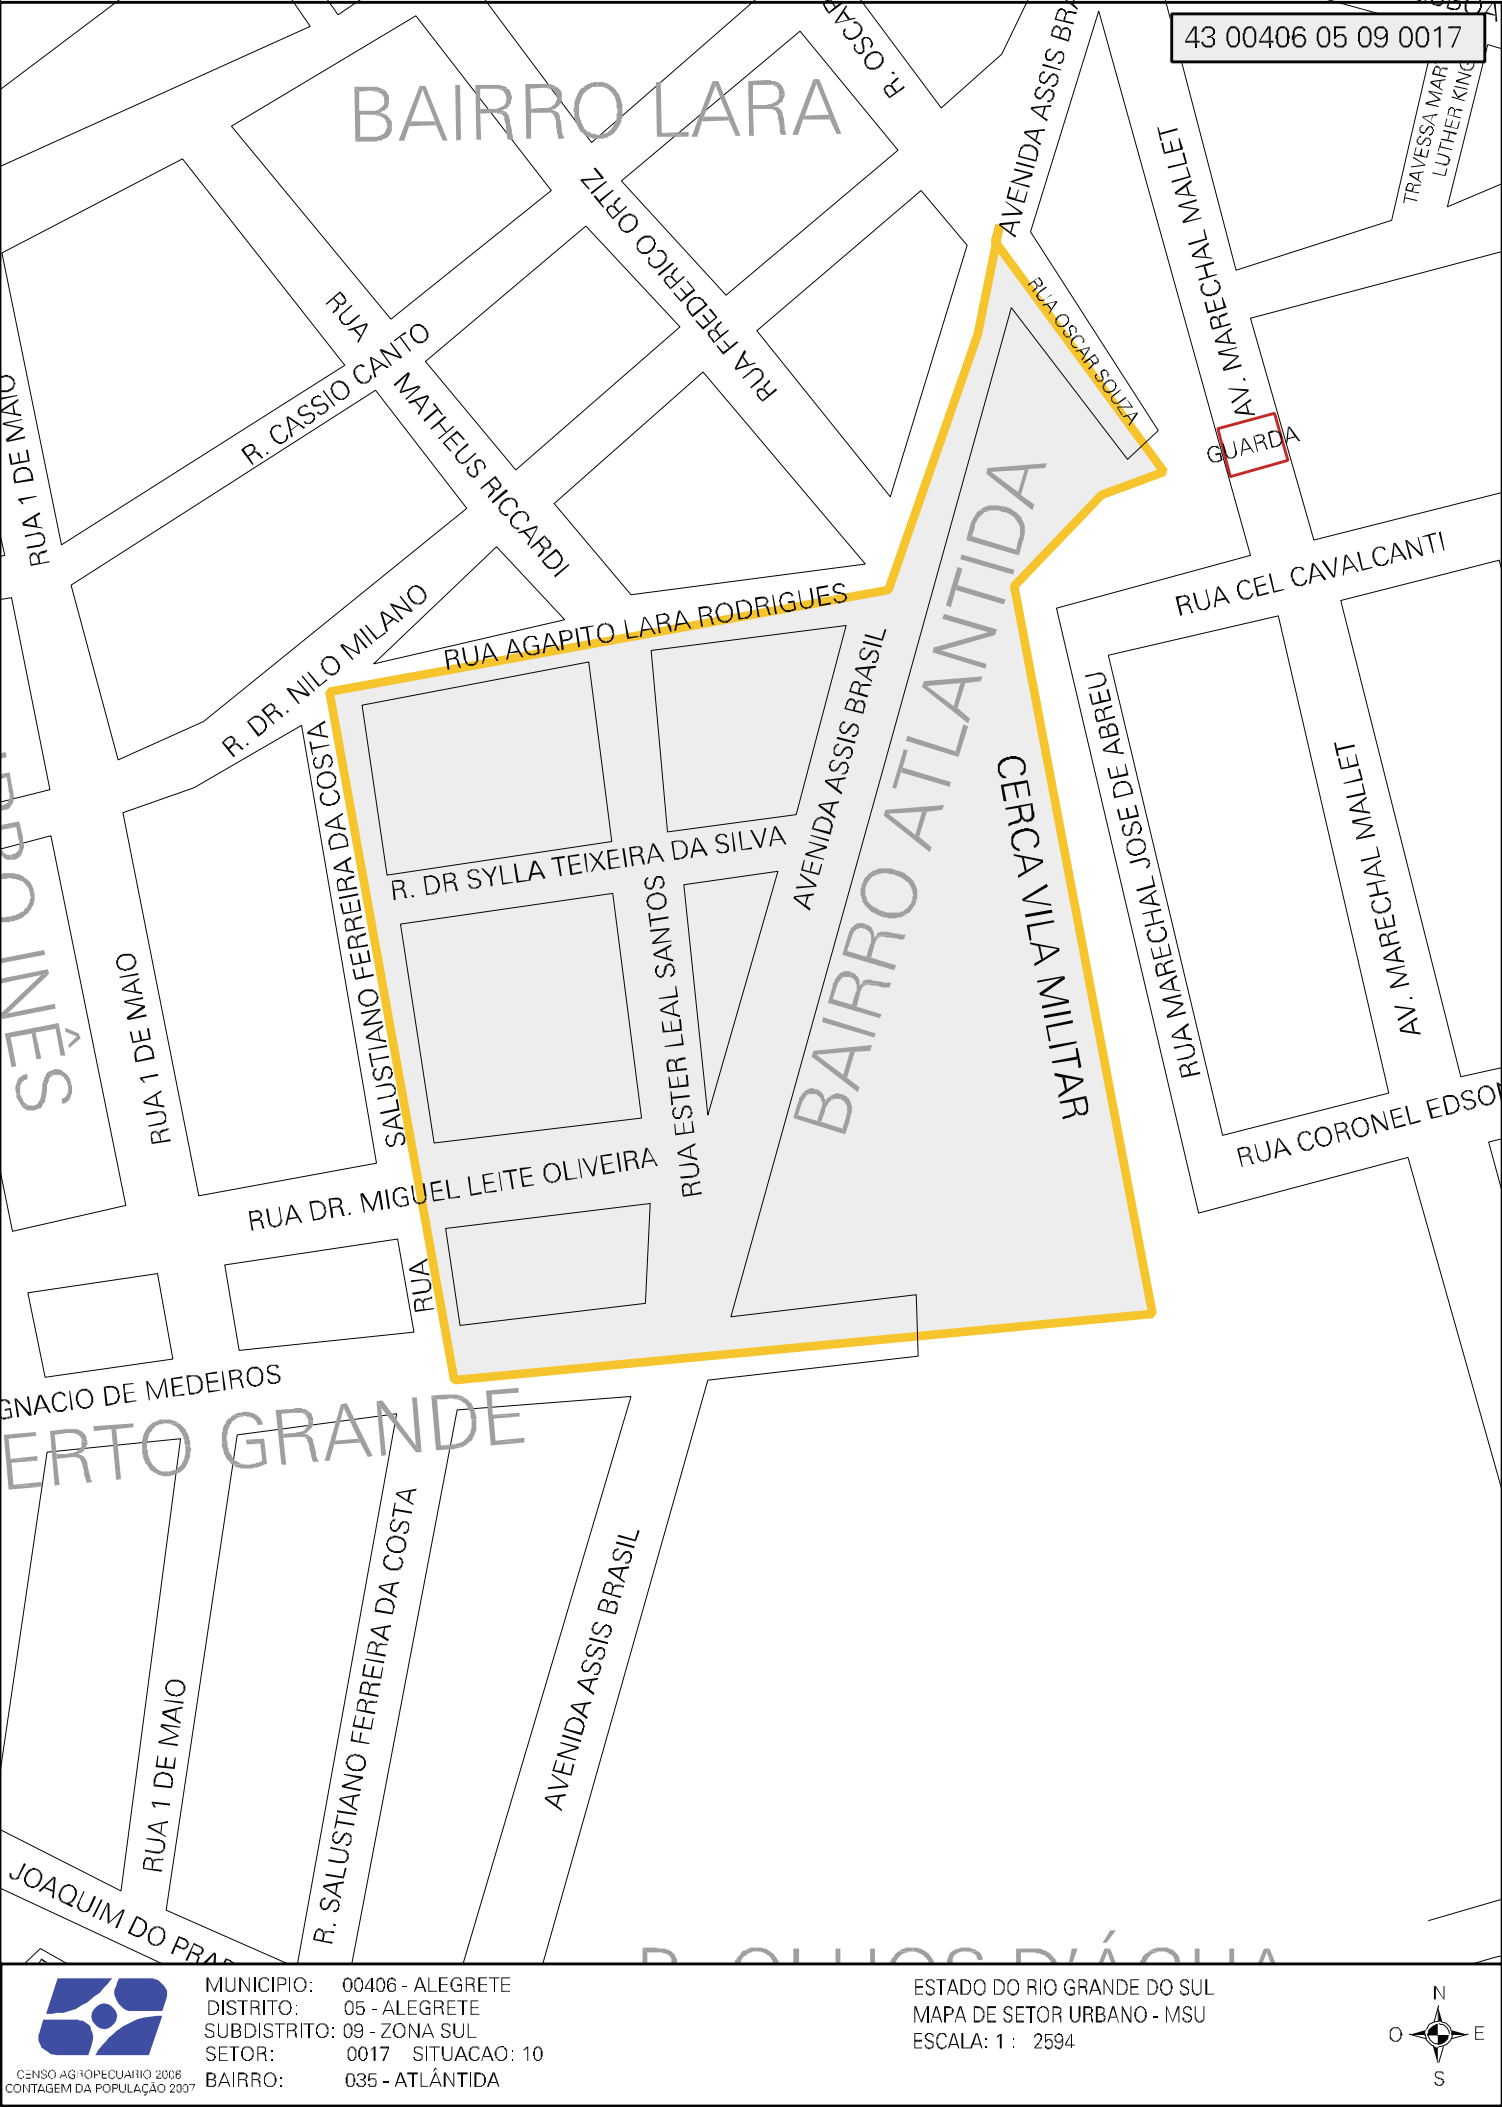 43 00406 05 09 0017
BAIRRO LARA
R. OSCAR
AVENIDA ASSIS BRA
AV. MARECHAL MALLET
TRAVESSA MAR
LUTHER KING
RUA FREDERICO ORTIZ
RUA MATHEUS RICCARDI
R. CASSIO CANTO
RUA 1 DE MAIO
RUA OSCAR SOUZA
GUARDA
RUA CEL CAVALCANTI
R. DR. NILO MILANO
RUA AGAPITO LARA RODRIGUES
BAIRRO ATLANTIDA
AVENIDA ASSIS BRASIL
CERCA VILA MILITAR
RUA MARECHAL JOSE DE ABREU
AV. MARECHAL MALLET
RUA SALUSTIANO FERREIRA DA COSTA
R. DR SYLLA TEIXEIRA DA SILVA
RUA ESTER LEAL SANTOS
INÊS
RUA 1 DE MAIO
RUA DR. MIGUEL LEITE OLIVEIRA
RUA CORONEL EDSO
GNACIO DE MEDEIROS
ERTO GRANDE
R. SALUSTIANO FERREIRA DA COSTA
AVENIDA ASSIS BRASIL
RUA 1 DE MAIO
JOAQUIM DO PRA
CENSO AGROPECUARIO 2006
CONTAGEM DA POPULAÇÃO 2007
MUNICIPIO: 00406 - ALEGRETE
DISTRITO: 05 - ALEGRETE
SUBDISTRITO: 09 - ZONA SUL
SETOR: 0017 SITUACAO: 10
BAIRRO: 035 - ATLÂNTIDA
ESTADO DO RIO GRANDE DO SUL
MAPA DE SETOR URBANO - MSU
ESCALA: 1 : 2594
N
O E
S